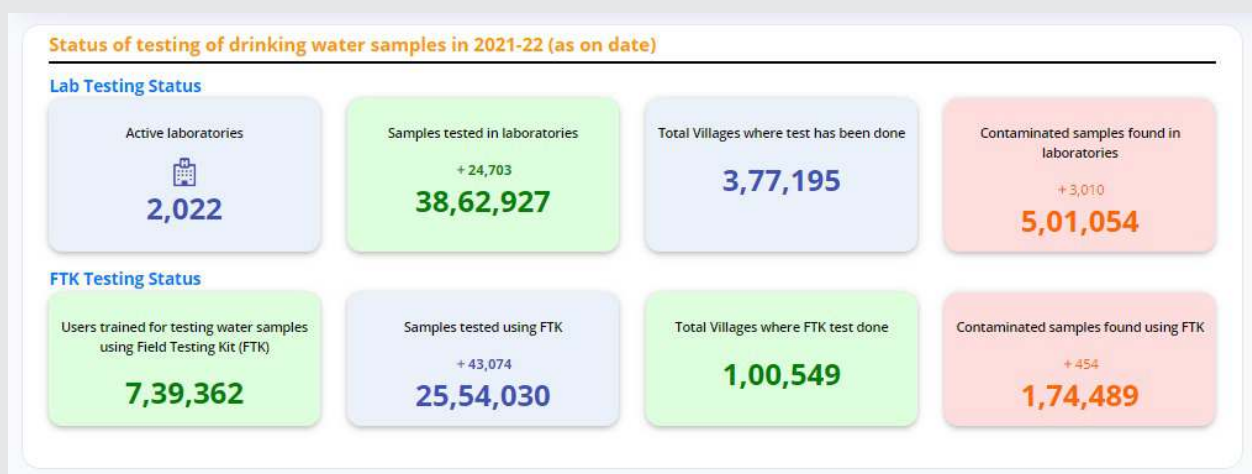 Status of testing of drinking water samples in 2021-22 (as on date)
Lab Testing Status
Active laboratories
2,022
Samples tested in laboratories
+ 24,703
38,62,927
Total Villages where test has been done
3,77,195
Contaminated samples found in
laboratories
+ 3,010
5,01,054
FTK Testing Status
Users trained for testing water samples
using Field Testing Kit (FTK)
7,39,362
Samples tested using FTK
+ 43,074
25,54,030
Total Villages where FTK test done
1,00,549
Contaminated samples found using FTK
+ 454
1,74,489